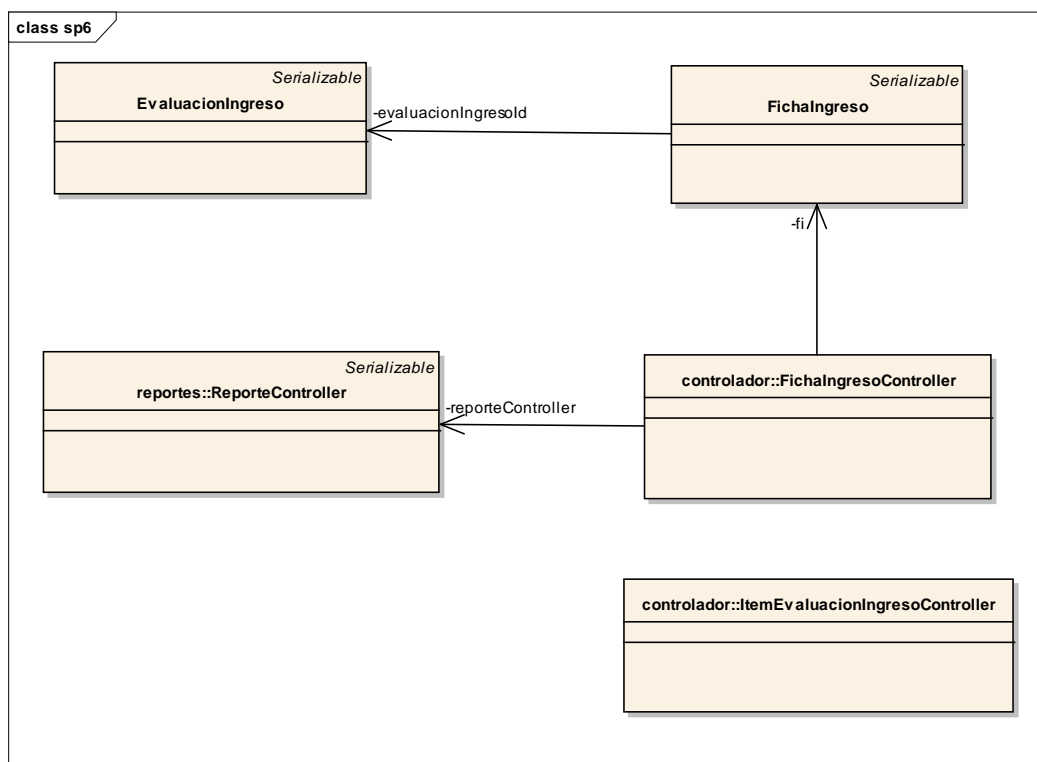 class sp6
Serializable
EvaluacionIngreso
Serializable
FichaIngreso
-evaluacionIngresoId
-fi
Serializable
reportes::ReporteController
controlador::FichaIngresoController
-reporteController
controlador::ItemEvaluacionIngresoController